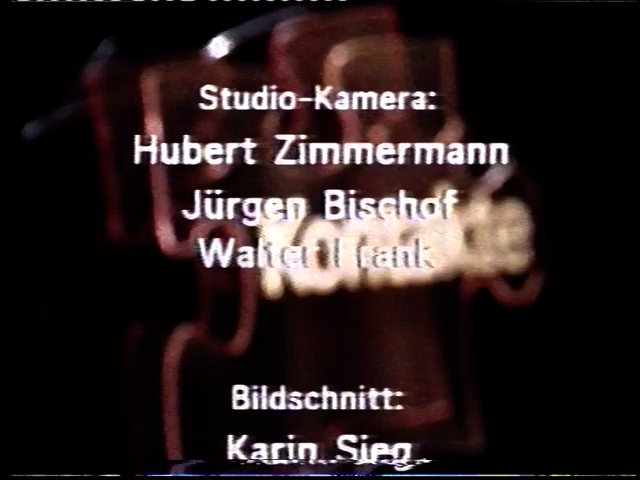 Studio-Kamera:
Hubert Zimmermann
Jürgen Bischof
Walter Frank
Bildschnitt:
Karin Sieg